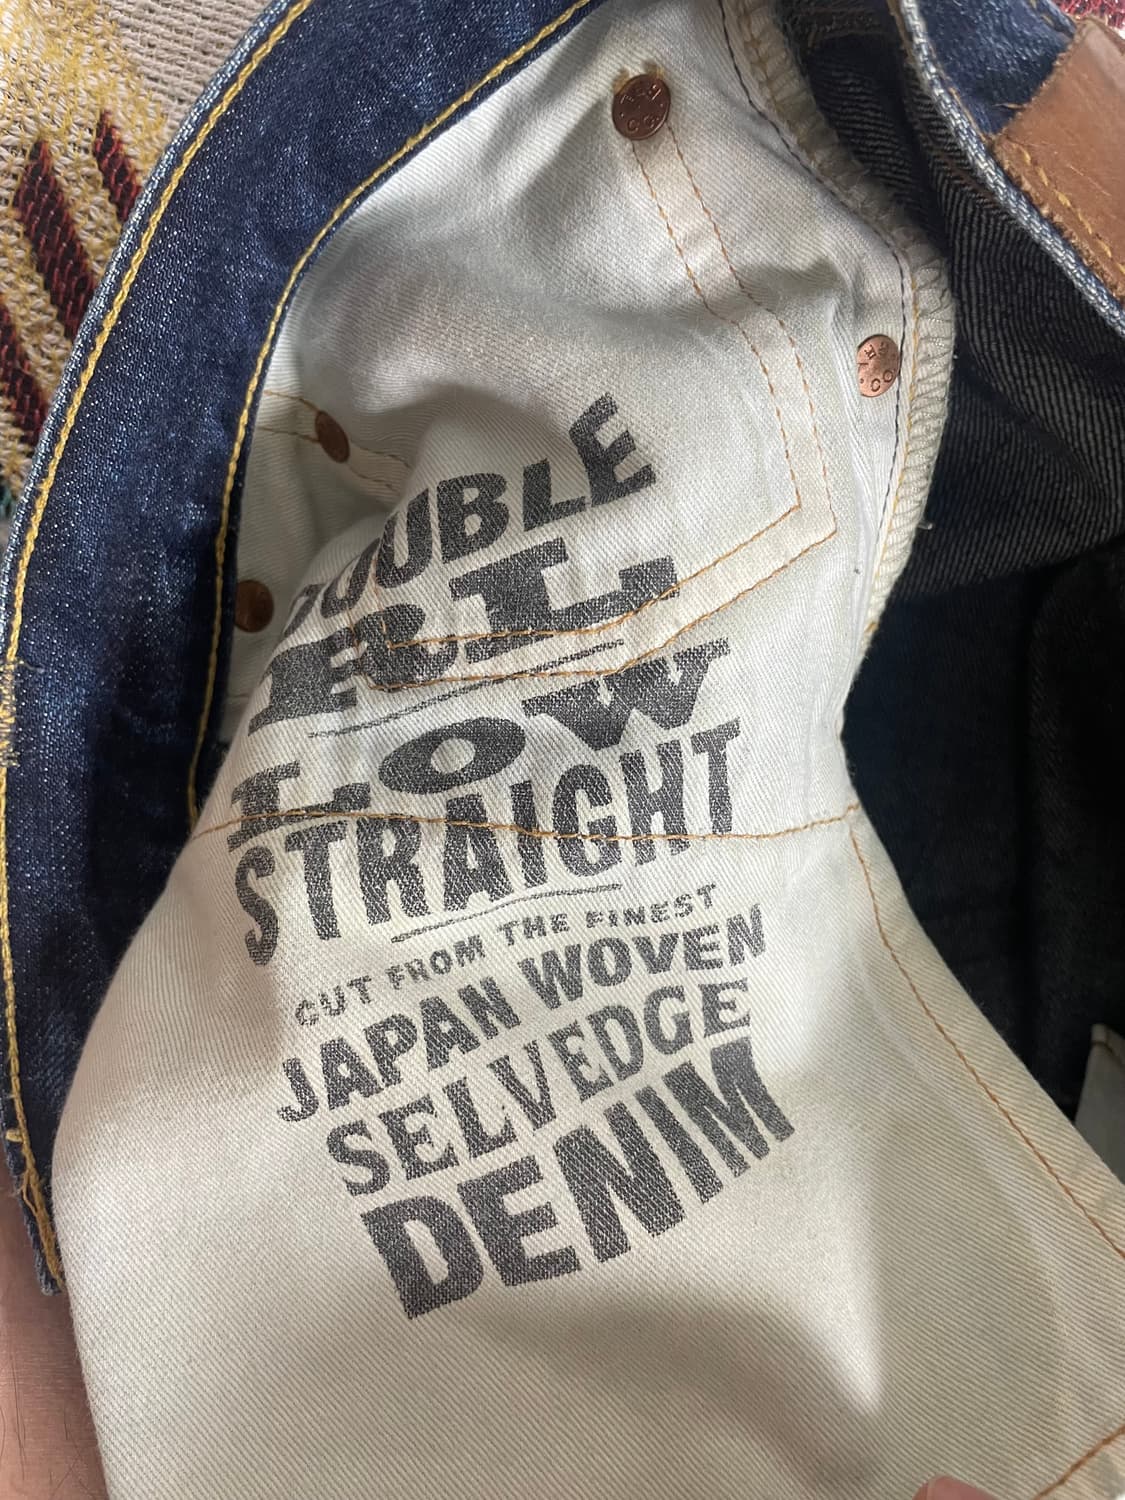 DOUBLE
RL
LOW
STRAIGHT
CUT FROM THE FINEST
JAPAN WOVEN
SELVEDGE
DENIM